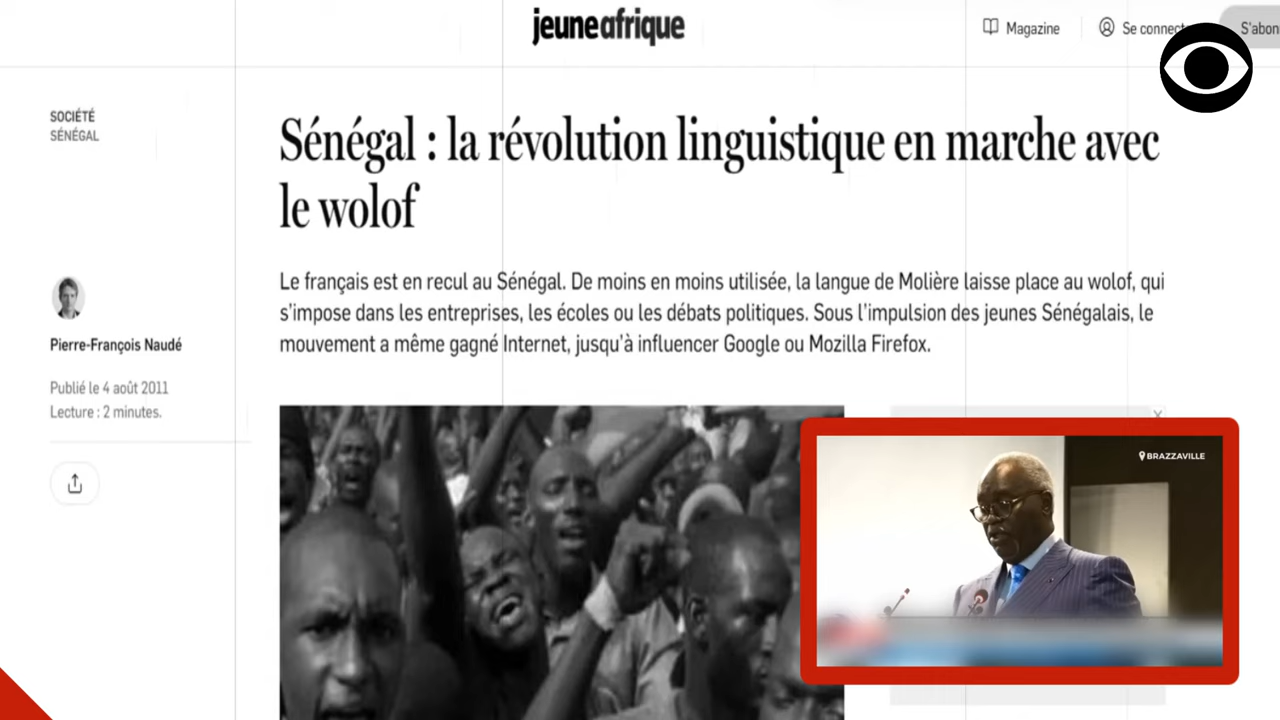 jeuneafrique
Magazine
Se connect
S'abon
SOCIÉTÉ
SÉNÉGAL
Sénégal : la révolution linguistique en marche avec
le wolof
Le français est en recul au Sénégal. De moins en moins utilisée, la langue de Molière laisse place au wolof, qui
s'impose dans les entreprises, les écoles ou les débats politiques. Sous l'impulsion des jeunes Sénégalais, le
mouvement a même gagné Internet, jusqu'à influencer Google ou Mozilla Firefox.
Pierre-François Naudé
Publié le 4 août 2011
Lecture : 2 minutes.
BRAZZAVILLE